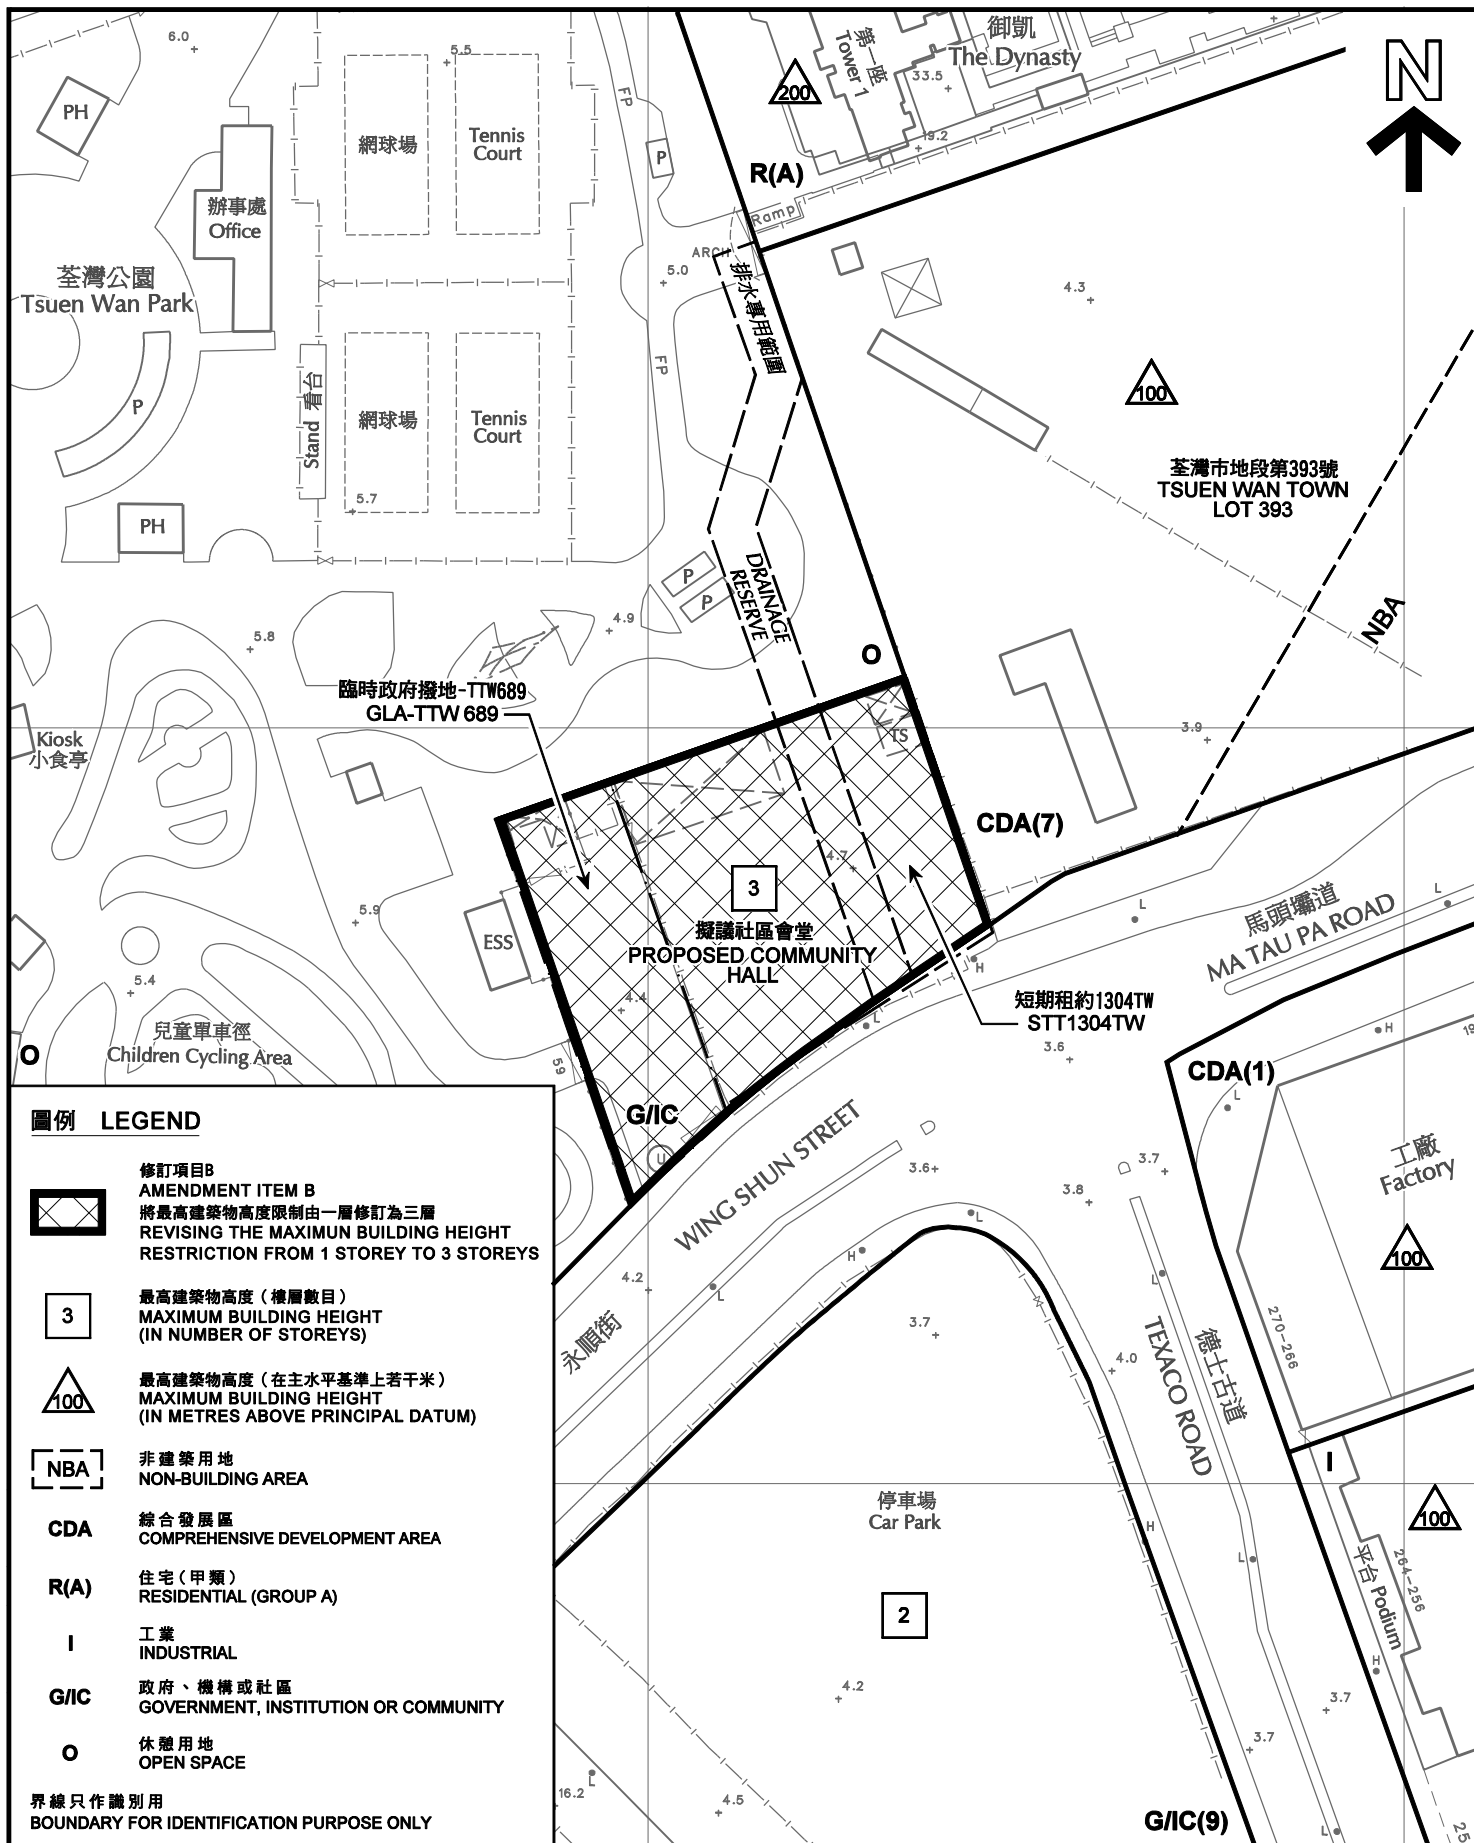 6.0
5.5
御凱
The Dynasty
第一座
Tower 1
33.5
200
N
PH
FP
網球場
Tennis
Court
P
19.2
R(A)
辦事處
Office
Ramp
ARCH
5.0
荃灣公園
Tsuen Wan Park
排水專用範圍
4.3
FP
100
P
Stand 看台
網球場
Tennis
Court
荃灣市地段第393號
TSUEN WAN TOWN
LOT 393
5.7
PH
DRAINAGE
RESERVE
P
P
NBA
4.9
5.8
O
臨時政府撥地-TTW689
GLA-TTW 689
Kiosk
小食亭
TS
3.9
CDA(7)
4.7
3
擬議社區會堂
PROPOSED COMMUNITY
HALL
5.9
ESS
L
L
馬頭壩道
MA TAU PA ROAD
H
5.4
4.4
短期租約1304TW
STT1304TW
L
兒童單車徑
Children Cycling Area
O
3.6
H
19
59
CDA(1)
L
G/IC
U
WING SHUN STREET
3.6
3.7
3.8
工廠
Factory
L
H
100
4.2
L
L
永順街
3.7
4.0
TEXACO ROAD
德士古道
270-266
I
停車場
Car Park
100
H
L
平台 Podium
264-256
2
H
4.2
3.7
3.7
L
16.2
4.5
G/IC(9)
L
25
圖例 LEGEND
修訂項目B
AMENDMENT ITEM B
將最高建築物高度限制由一層修訂為三層
REVISING THE MAXIMUN BUILDING HEIGHT
RESTRICTION FROM 1 STOREY TO 3 STOREYS
3
最高建築物高度（樓層數目）
MAXIMUM BUILDING HEIGHT
(IN NUMBER OF STOREYS)
100
最高建築物高度（在主水平基準上若干米）
MAXIMUM BUILDING HEIGHT
(IN METRES ABOVE PRINCIPAL DATUM)
NBA
非建築用地
NON-BUILDING AREA
CDA
綜合發展區
COMPREHENSIVE DEVELOPMENT AREA
R(A)
住宅（甲類）
RESIDENTIAL (GROUP A)
I
工業
INDUSTRIAL
G/IC
政府、機構或社區
GOVERNMENT, INSTITUTION OR COMMUNITY
O
休憩用地
OPEN SPACE
界線只作識別用
BOUNDARY FOR IDENTIFICATION PURPOSE ONLY